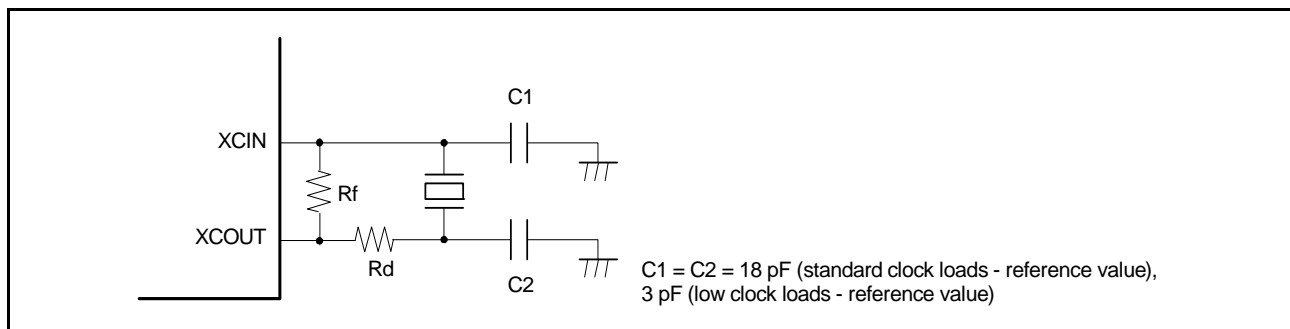 C1
XCIN
Rf
XCOUT
Rd
C2
C1 = C2 = 18 pF (standard clock loads - reference value),
3 pF (low clock loads - reference value)